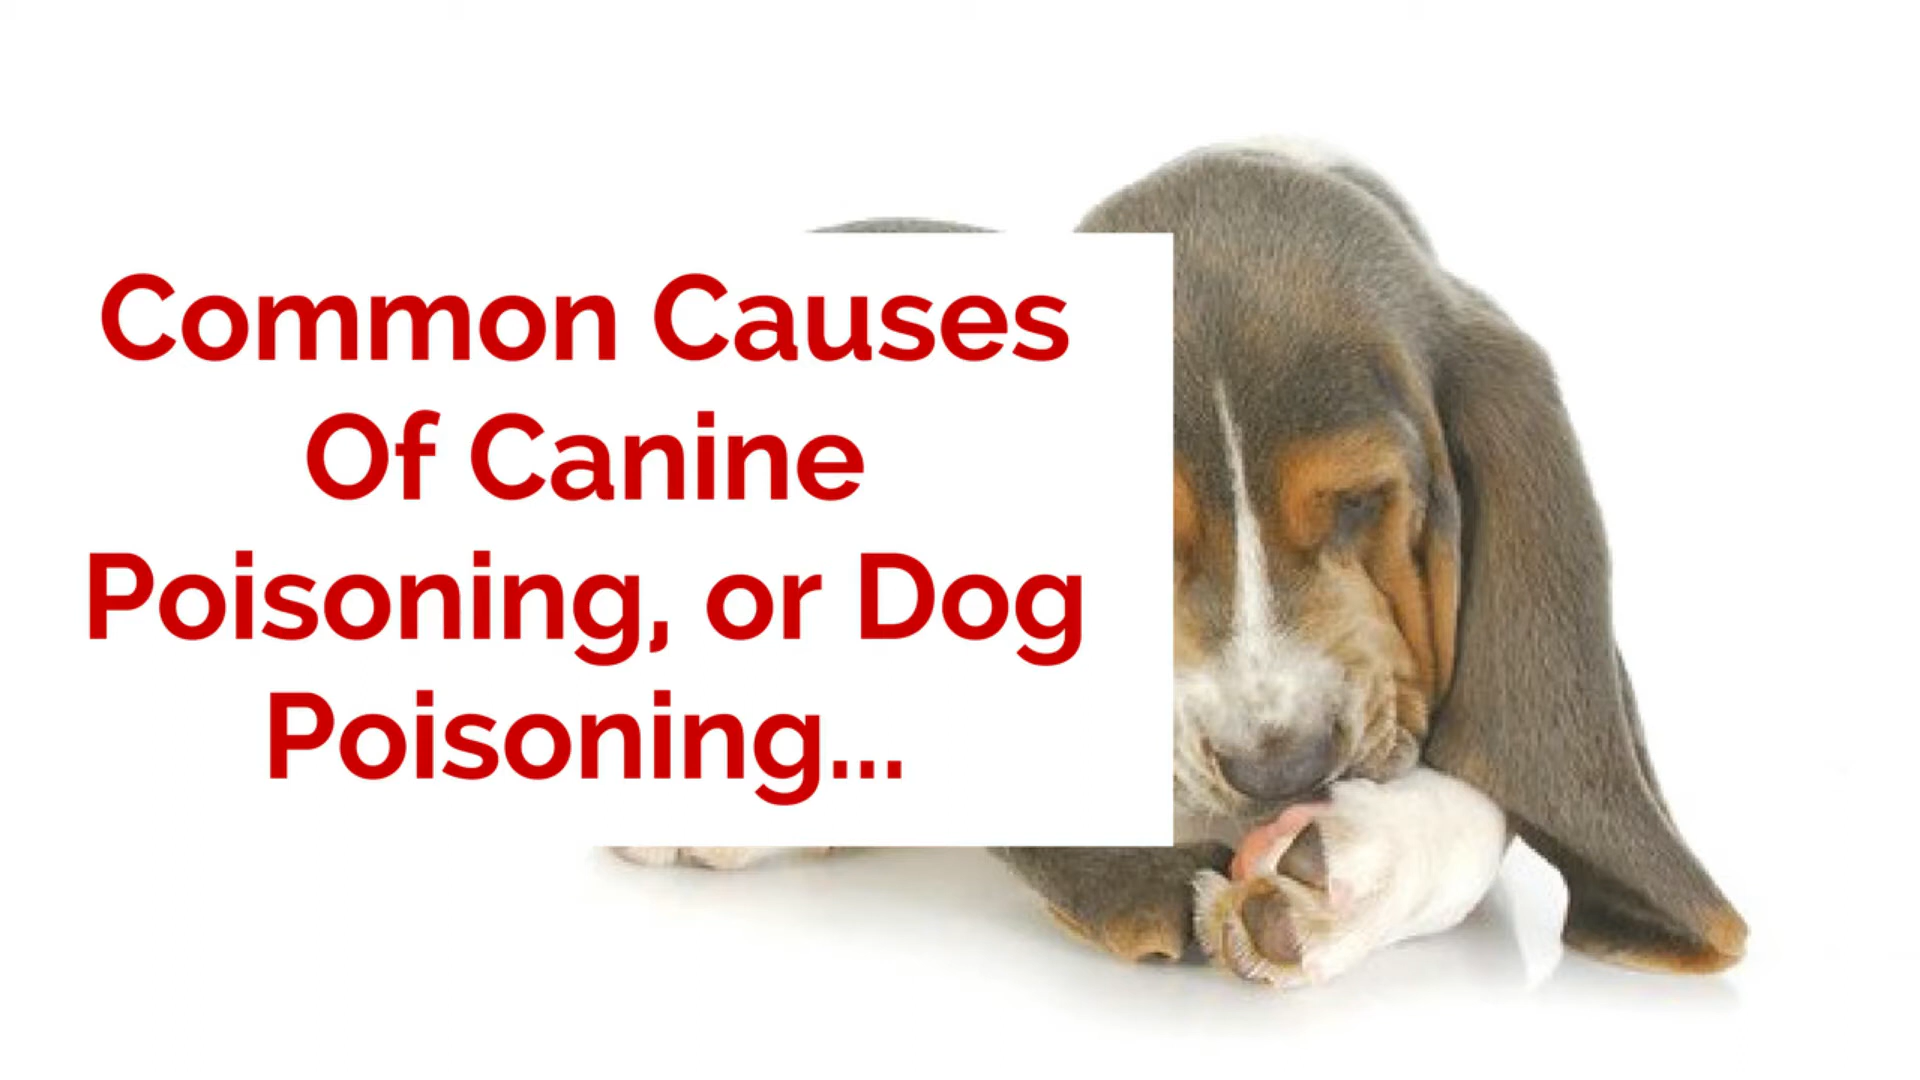 Common Causes
Of Canine
Poisoning, or Dog
Poisoning...